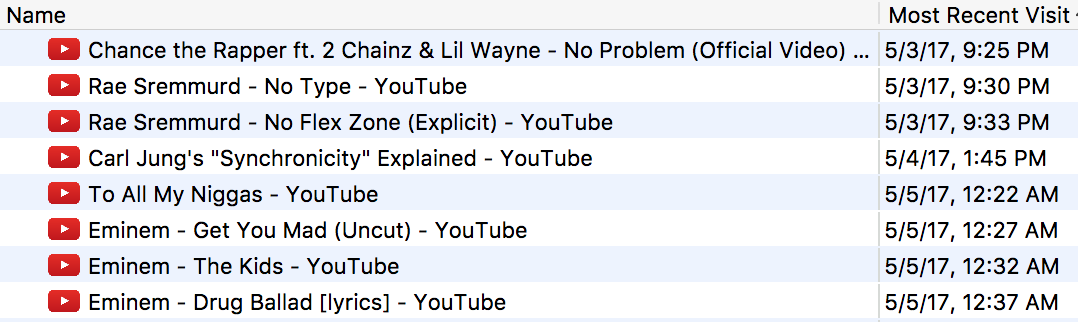 Name Most Recent Visit
Chance the Rapper ft. 2 Chainz & Lil Wayne - No Problem (Official Video) ... 5/3/17, 9:25 PM
Rae Sremmurd - No Type - YouTube 5/3/17, 9:30 PM
Rae Sremmurd - No Flex Zone (Explicit) - YouTube 5/3/17, 9:33 PM
Carl Jung's "Synchronicity" Explained - YouTube 5/4/17, 1:45 PM
To All My Niggas - YouTube 5/5/17, 12:22 AM
Eminem - Get You Mad (Uncut) - YouTube 5/5/17, 12:27 AM
Eminem - The Kids - YouTube 5/5/17, 12:32 AM
Eminem - Drug Ballad [lyrics] - YouTube 5/5/17, 12:37 AM